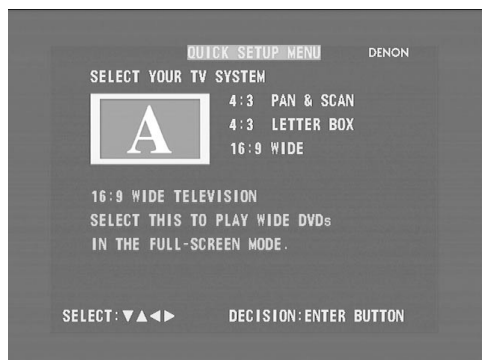 QUICK SETUP MENU DENON
SELECT YOUR TV SYSTEM
A
4:3 PAN & SCAN
4:3 LETTER BOX
16:9 WIDE
16:9 WIDE TELEVISION
SELECT THIS TO PLAY WIDE DVDs
IN THE FULL-SCREEN MODE.
SELECT:▼▲◀▶ DECISION:ENTER BUTTON